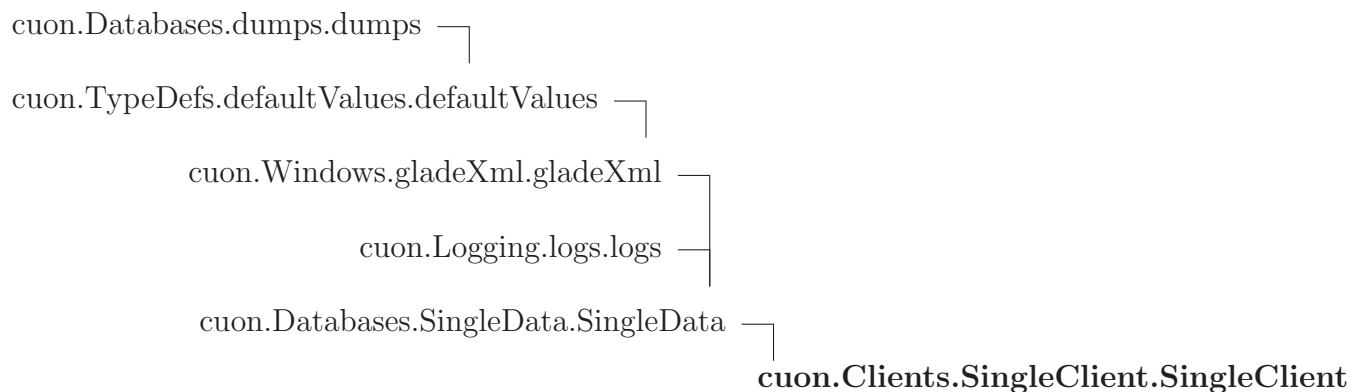 cuon.Databases.dumps.dumps
cuon.TypeDefs.defaultValues.defaultValues
cuon.Windows.gladeXml.gladeXml
cuon.Logging.logs.logs
cuon.Databases.SingleData.SingleData
cuon.Clients.SingleClient.SingleClient